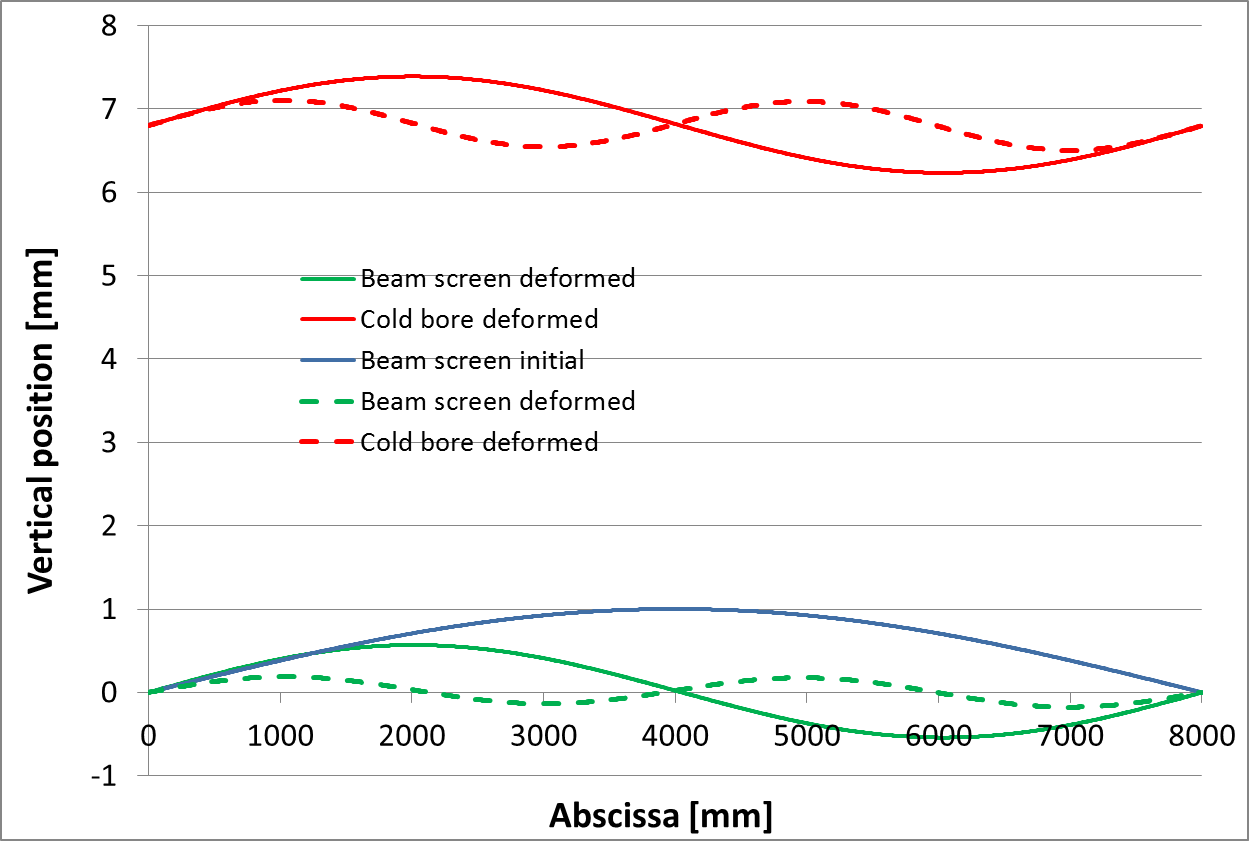 8
7
6
5
4
3
2
1
0
-1
Vertical position [mm]
Beam screen deformed
Cold bore deformed
Beam screen initial
Beam screen deformed
Cold bore deformed
0 1000 2000 3000 4000 5000 6000 7000 8000
Abscissa [mm]